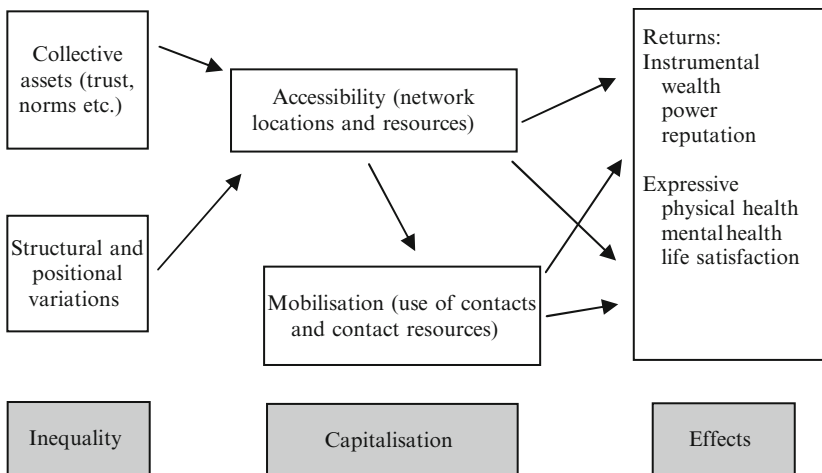 Collective
assets (trust,
norms etc.)
Structural and
positional
variations
Accessibility (network
locations and resources)
Mobilisation (use of contacts
and contact resources)
Returns:
Instrumental
wealth
power
reputation
Expressive
physical health
mental health
life satisfaction
Inequality
Capitalisation
Effects